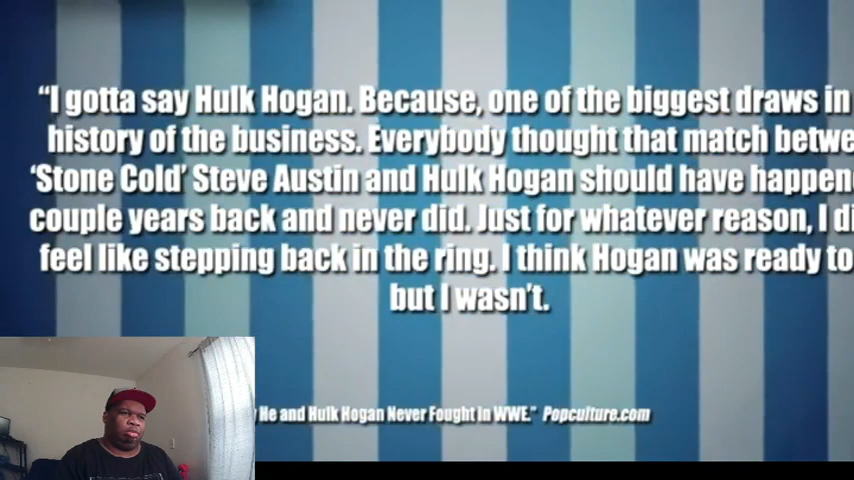 “I gotta say Hulk Hogan. Because, one of the biggest draws in
history of the business. Everybody thought that match
‘Stone Cold’ Steve Austin and Hulk Hogan should have
couple years back and never did. Just for whatever reason, I
feel like stepping back in the ring. I think Hogan was ready to
but I wasn’t.
He and Hulk Hogan Never Fought in WWE.” Popculture.com